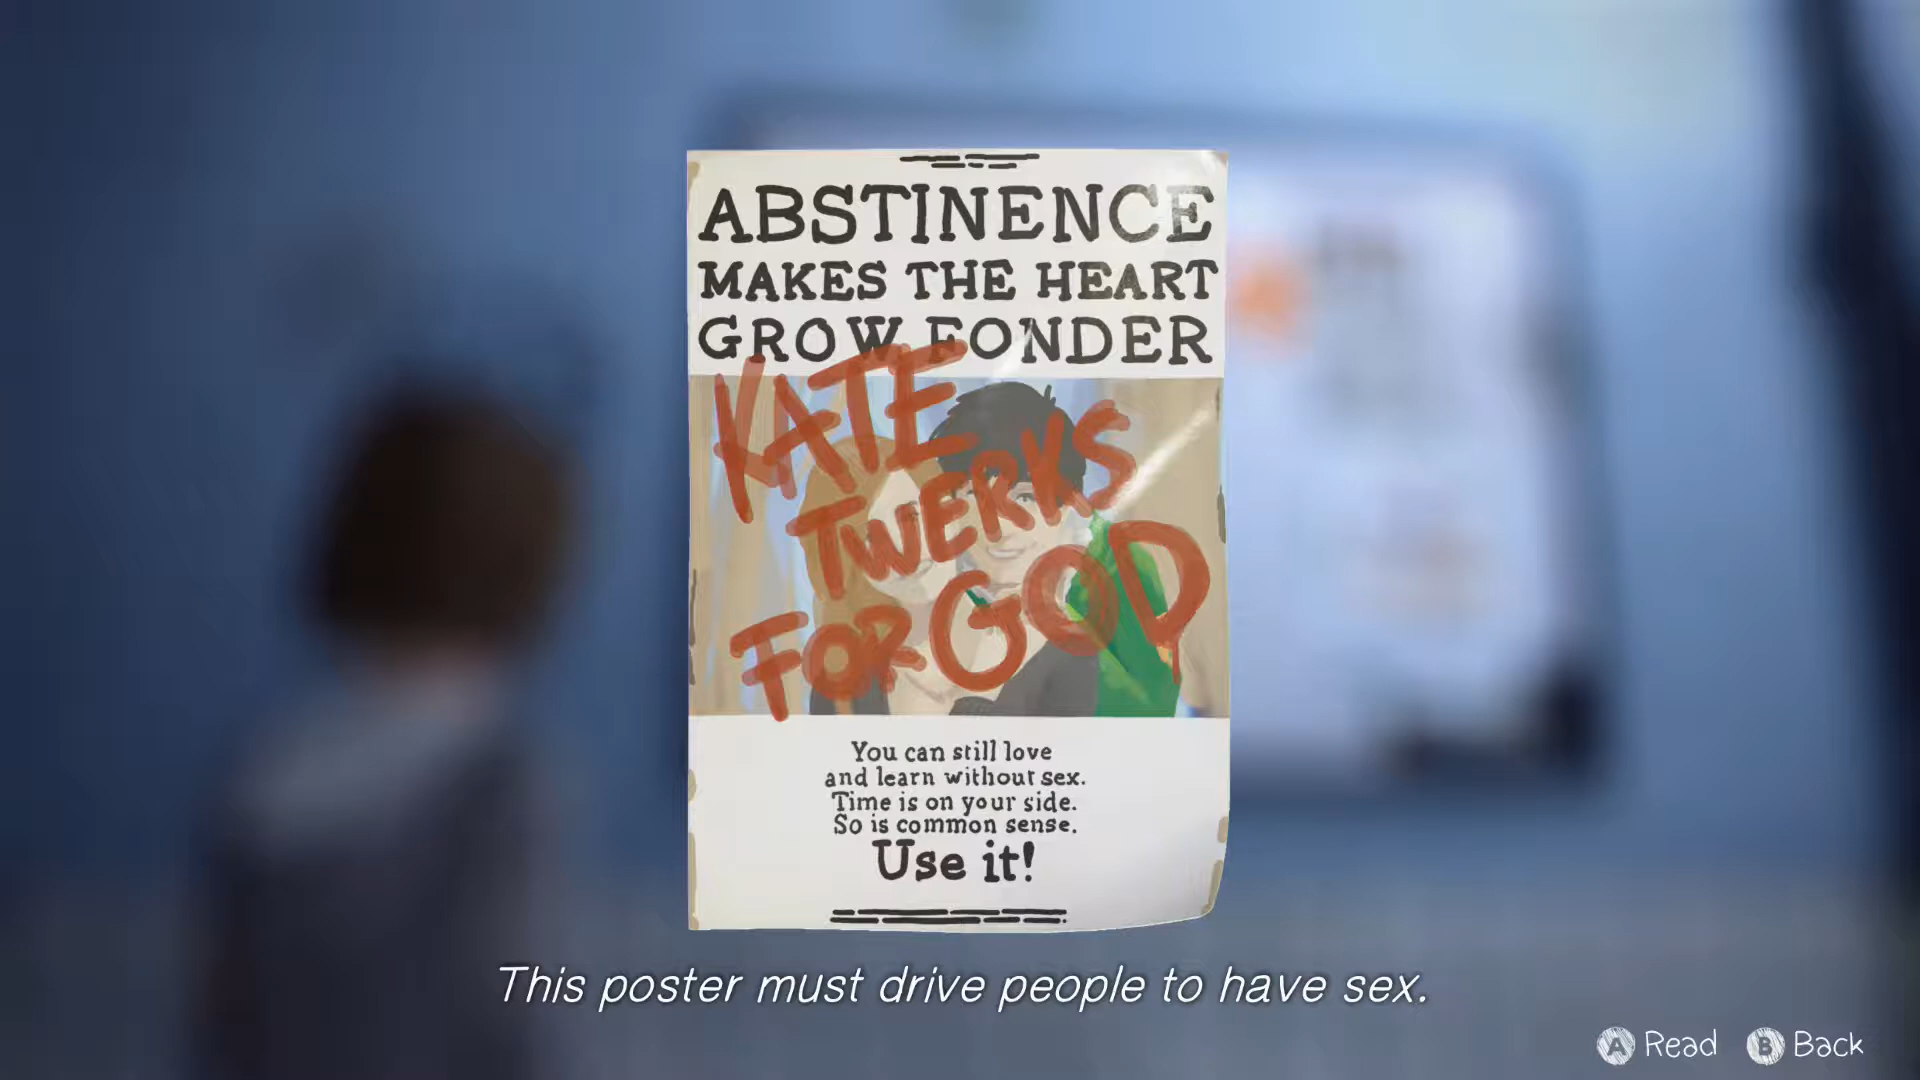 ABSTINENCE
MAKES THE HEART
GROW FONDER
KATE
TWERKS
FOR GOD
You can still love
and learn without sex.
Time is on your side.
So is common sense.
Use it!
This poster must drive people to have sex.
A Read B Back